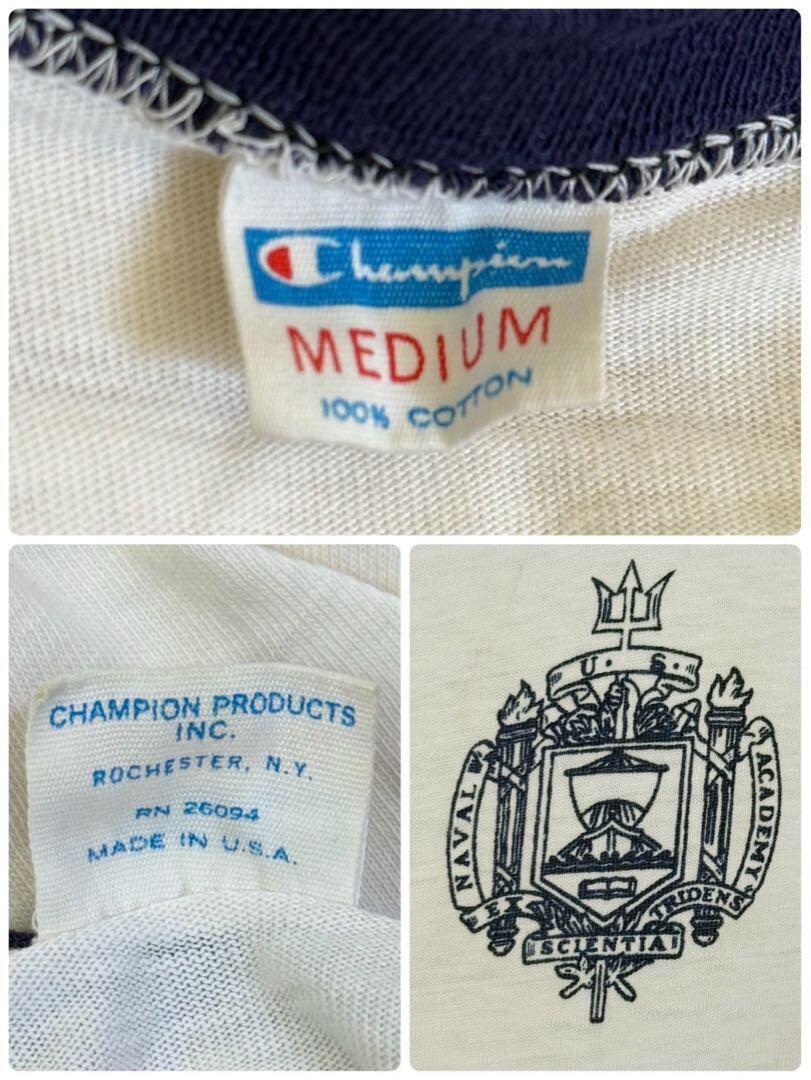 Champion
MEDIUM
100% COTTON
CHAMPION PRODUCTS
INC.
ROCHESTER, N.Y.
RN 26094
MADE IN U.S.A.
U. S.
NAVAL
ACADEMY
EX
SCIENTIA
TRIDENS